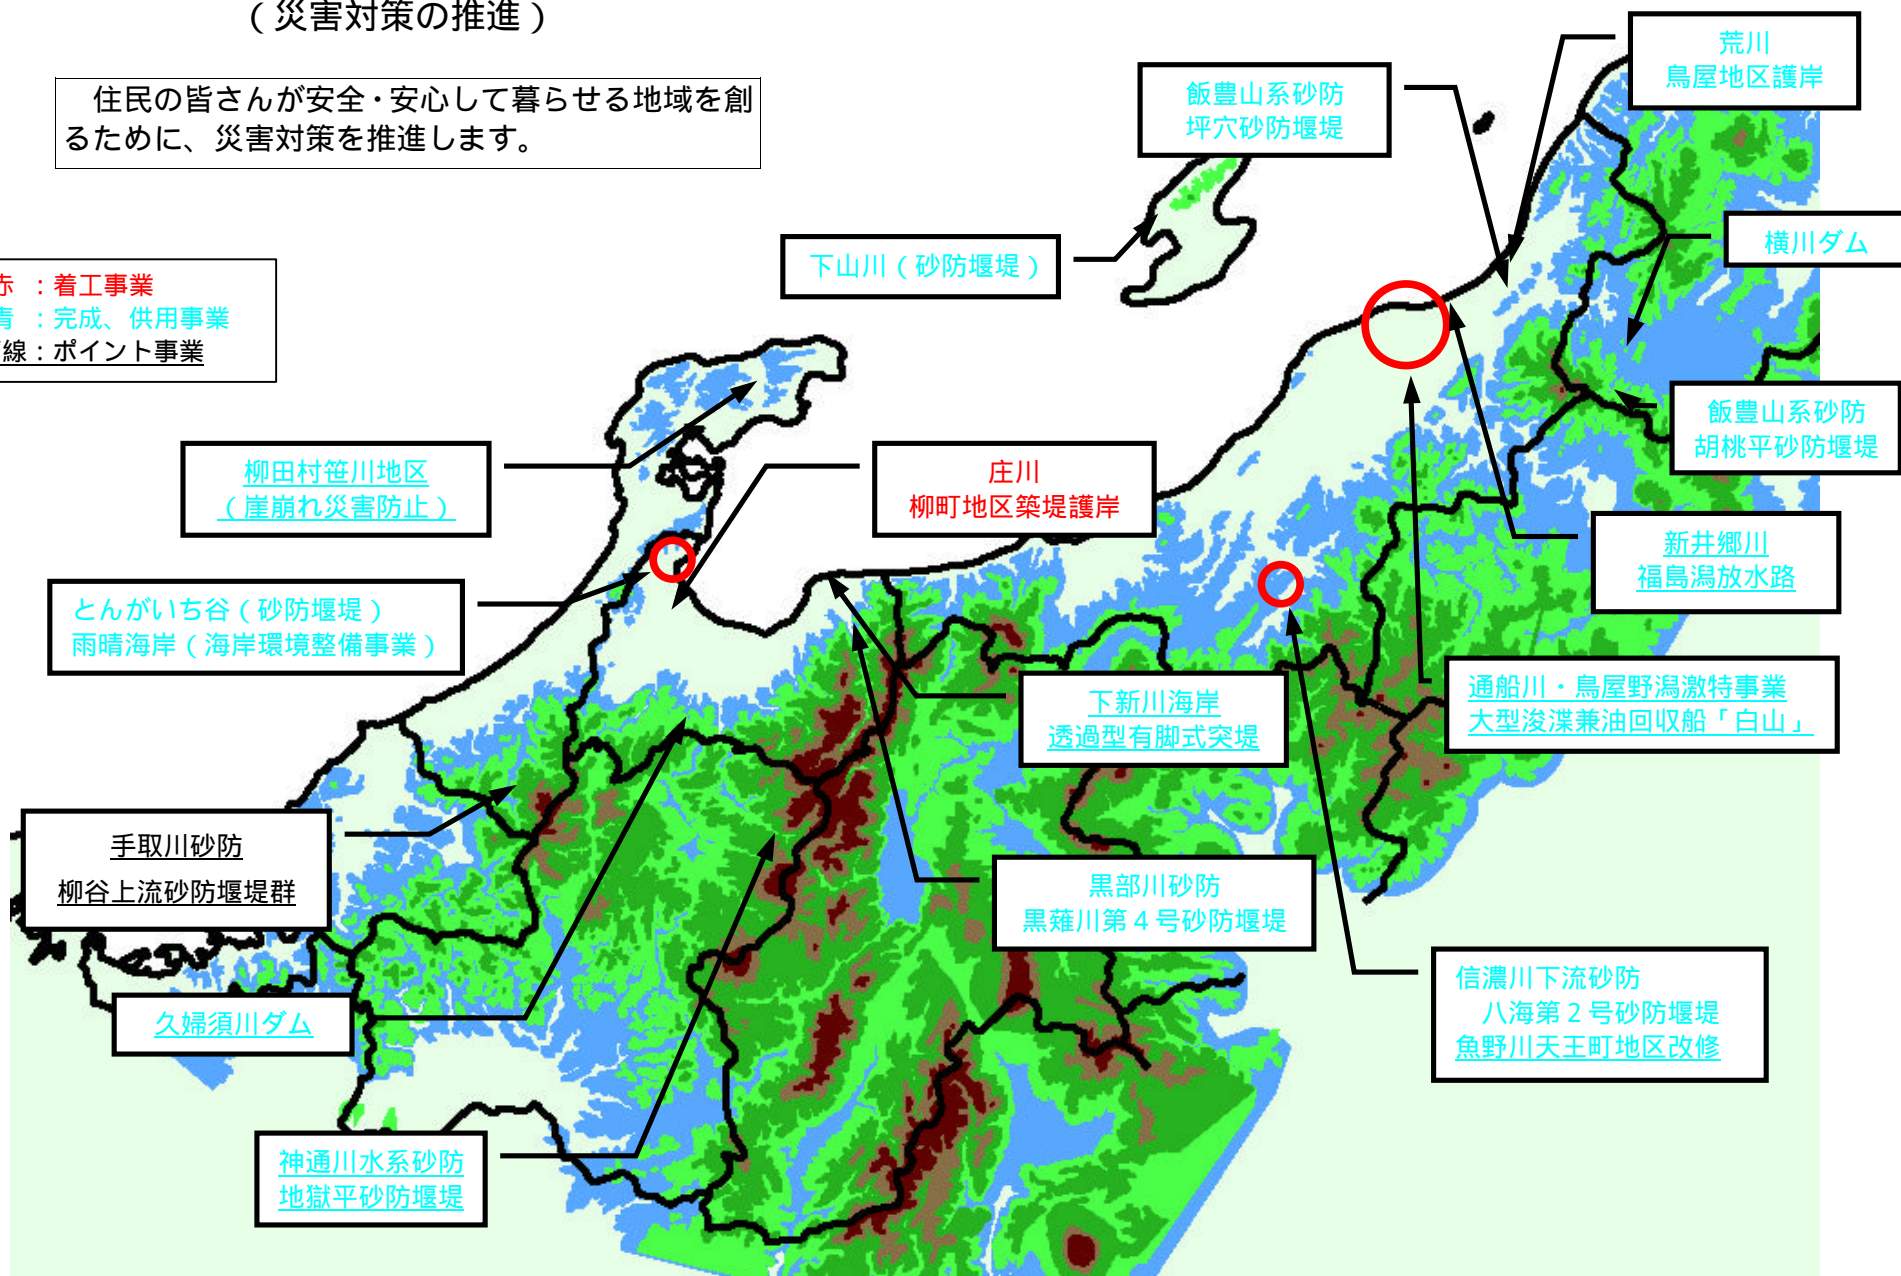 （災害対策の推進）
住民の皆さんが安全・安心して暮らせる地域を創
るために、災害対策を推進します。
赤 ：着工事業
青 ：完成、供用事業
線：ポイント事業
荒川
鳥屋地区護岸
飯豊山系砂防
坪穴砂防堰堤
下山川（砂防堰堤）
横川ダム
飯豊山系砂防
胡桃平砂防堰堤
柳田村笹川地区
（崖崩れ災害防止）
庄川
柳町地区築堤護岸
新井郷川
福島潟放水路
とんがいち谷（砂防堰堤）
雨晴海岸（海岸環境整備事業）
下新川海岸
透過型有脚式突堤
通船川・鳥屋野潟激特事業
大型浚渫兼油回収船「白山」
手取川砂防
柳谷上流砂防堰堤群
黒部川砂防
黒薙川第４号砂防堰堤
信濃川下流砂防
八海第２号砂防堰堤
魚野川天王町地区改修
久婦須川ダム
神通川水系砂防
地獄平砂防堰堤